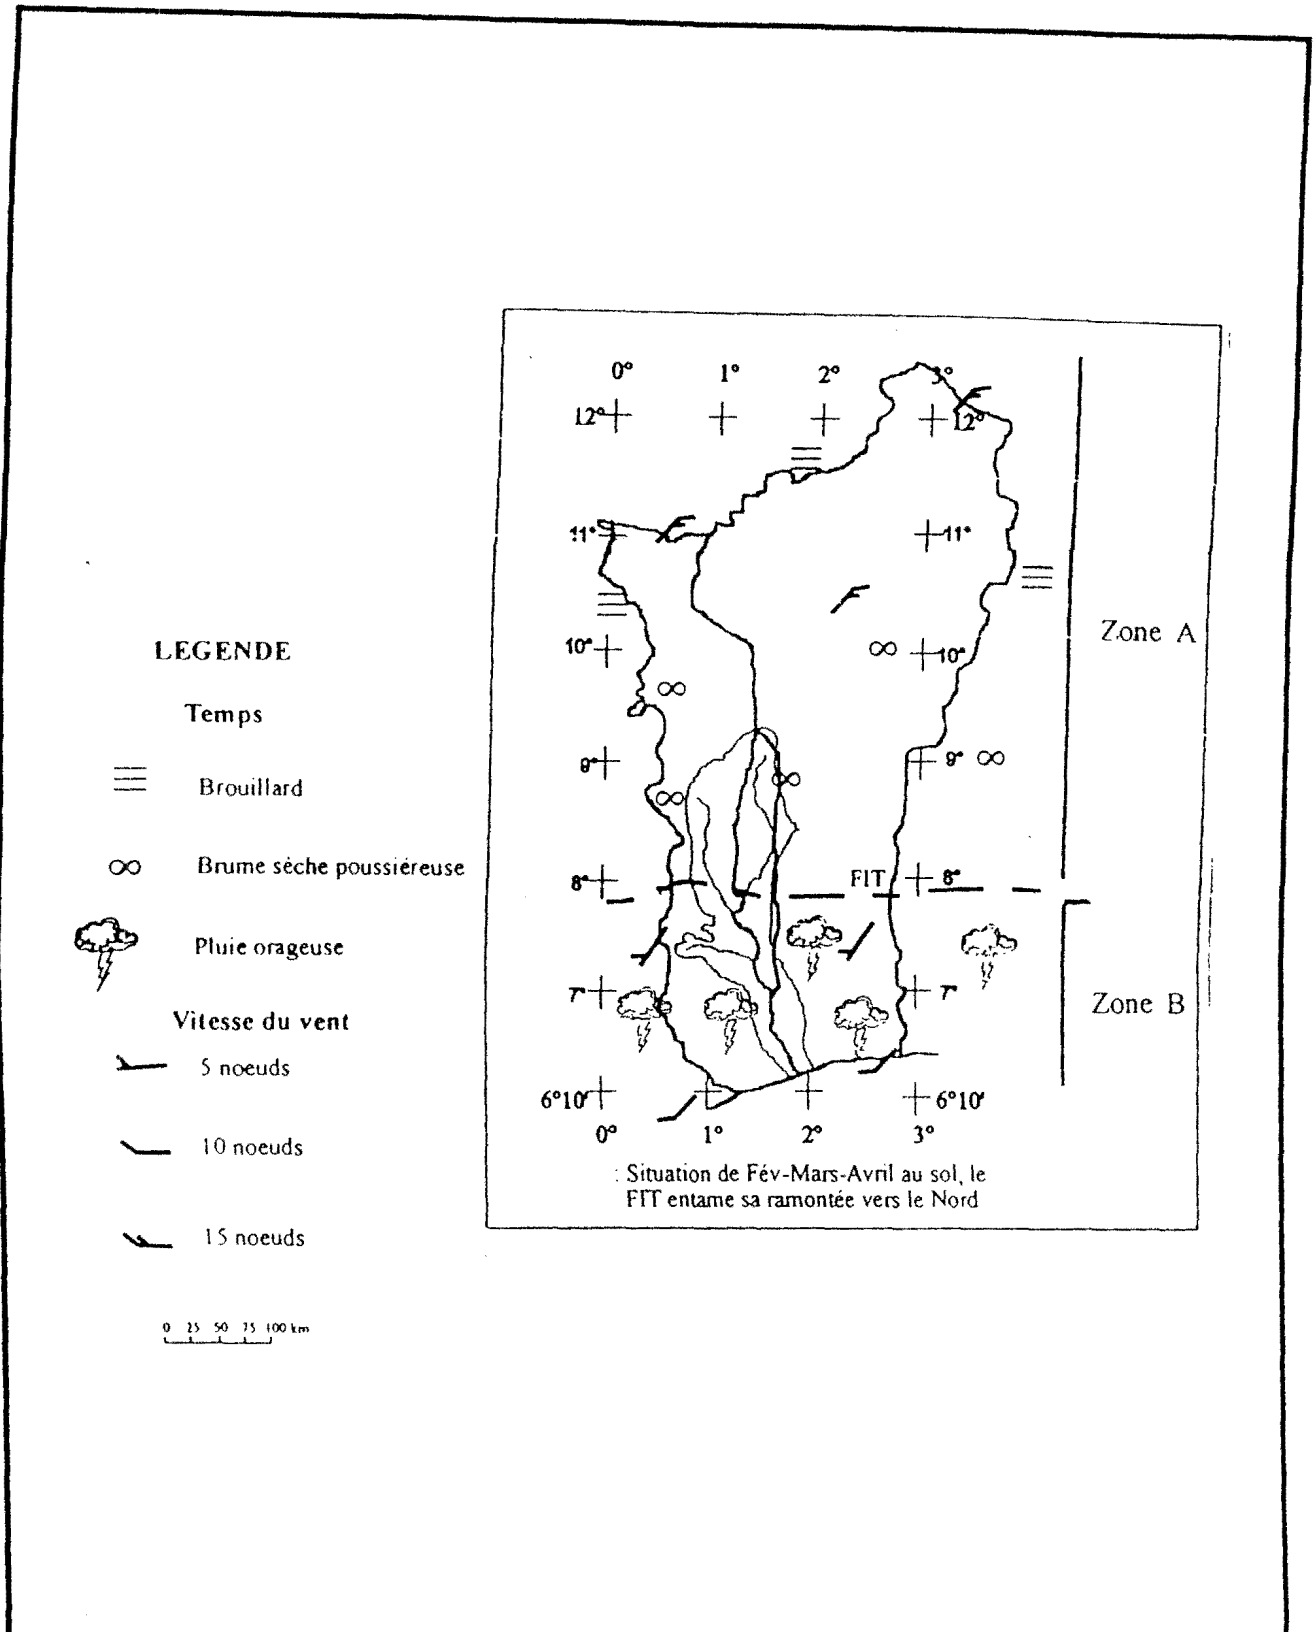 0° 1° 2° 3°
12° 12°
11° 11°
Zone A
LEGENDE
10° 10°
Temps
9° 9°
Brouillard
Brume sèche poussiéreuse
8° FIT 8°
Pluie orageuse
7° 7°
Zone B
Vitesse du vent
5 noeuds
6°10' 6°10'
0° 1° 2° 3°
10 noeuds
: Situation de Fév-Mars-Avril au sol, le
FIT entame sa ramontée vers le Nord
15 noeuds
0 25 50 75 100 km